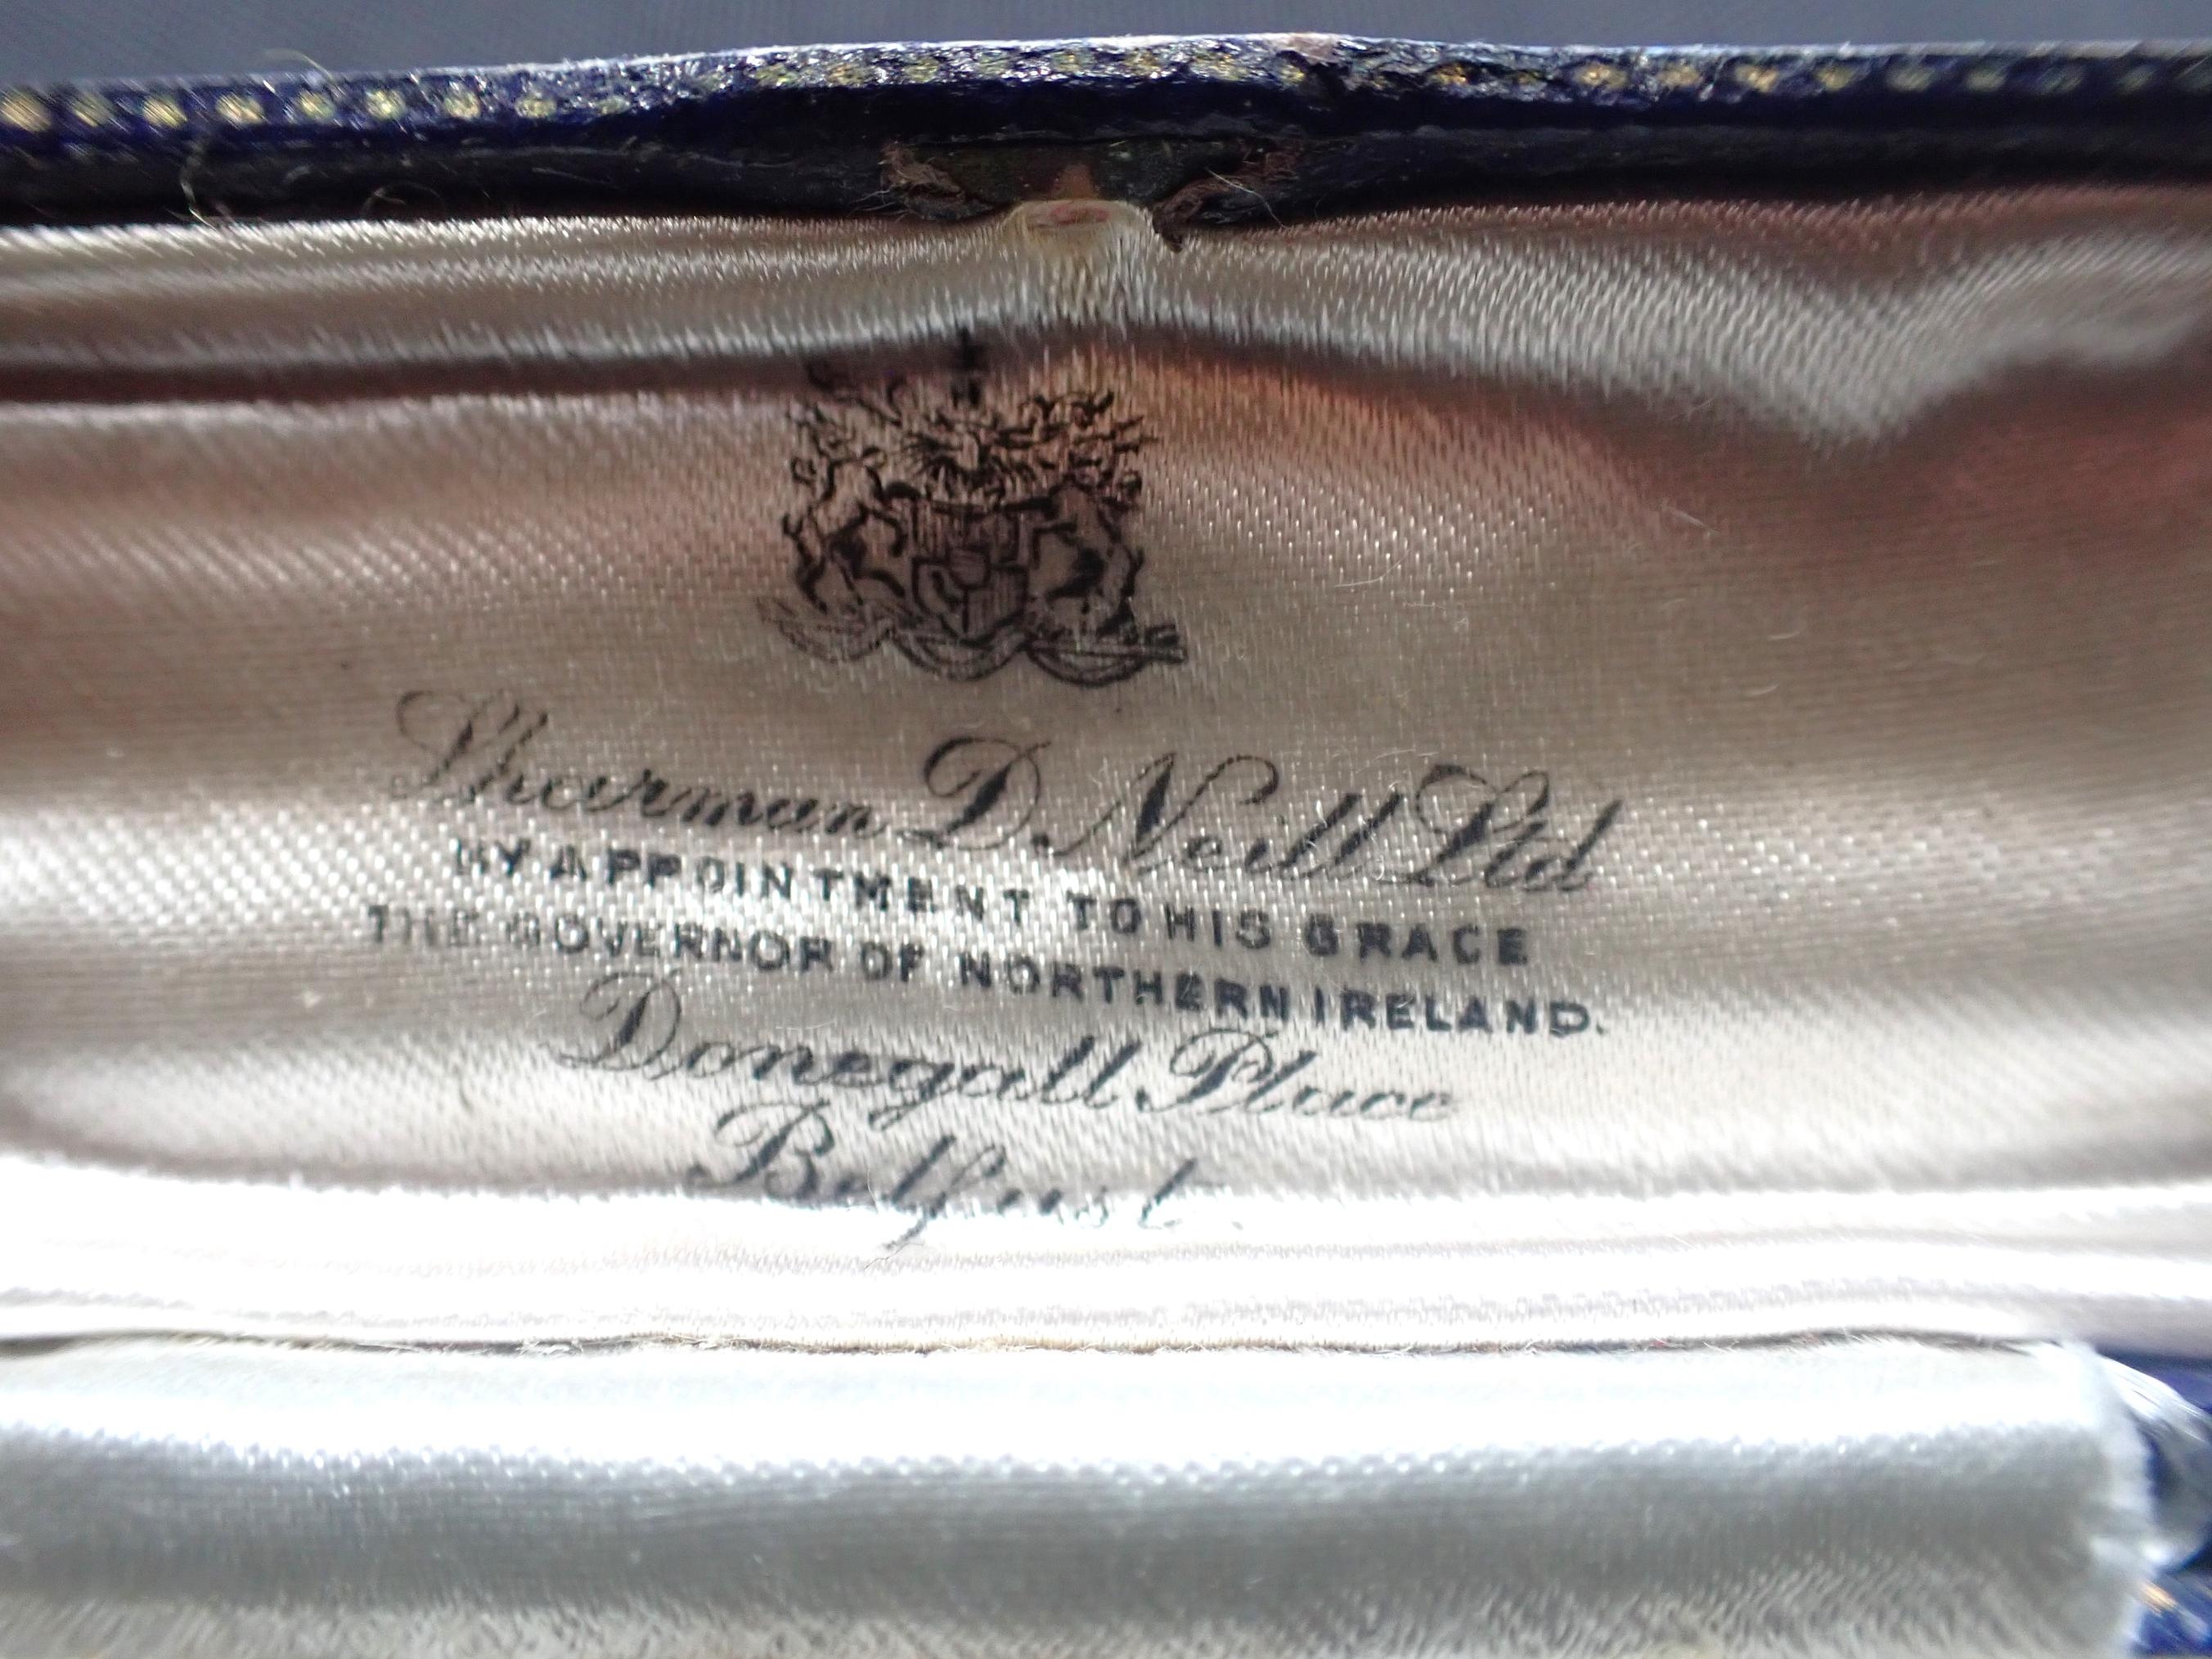 Sharman D. Neill Ltd
BY APPOINTMENT TO HIS GRACE
THE GOVERNOR OF NORTHERN IRELAND.
Donegall Place
Belfast.